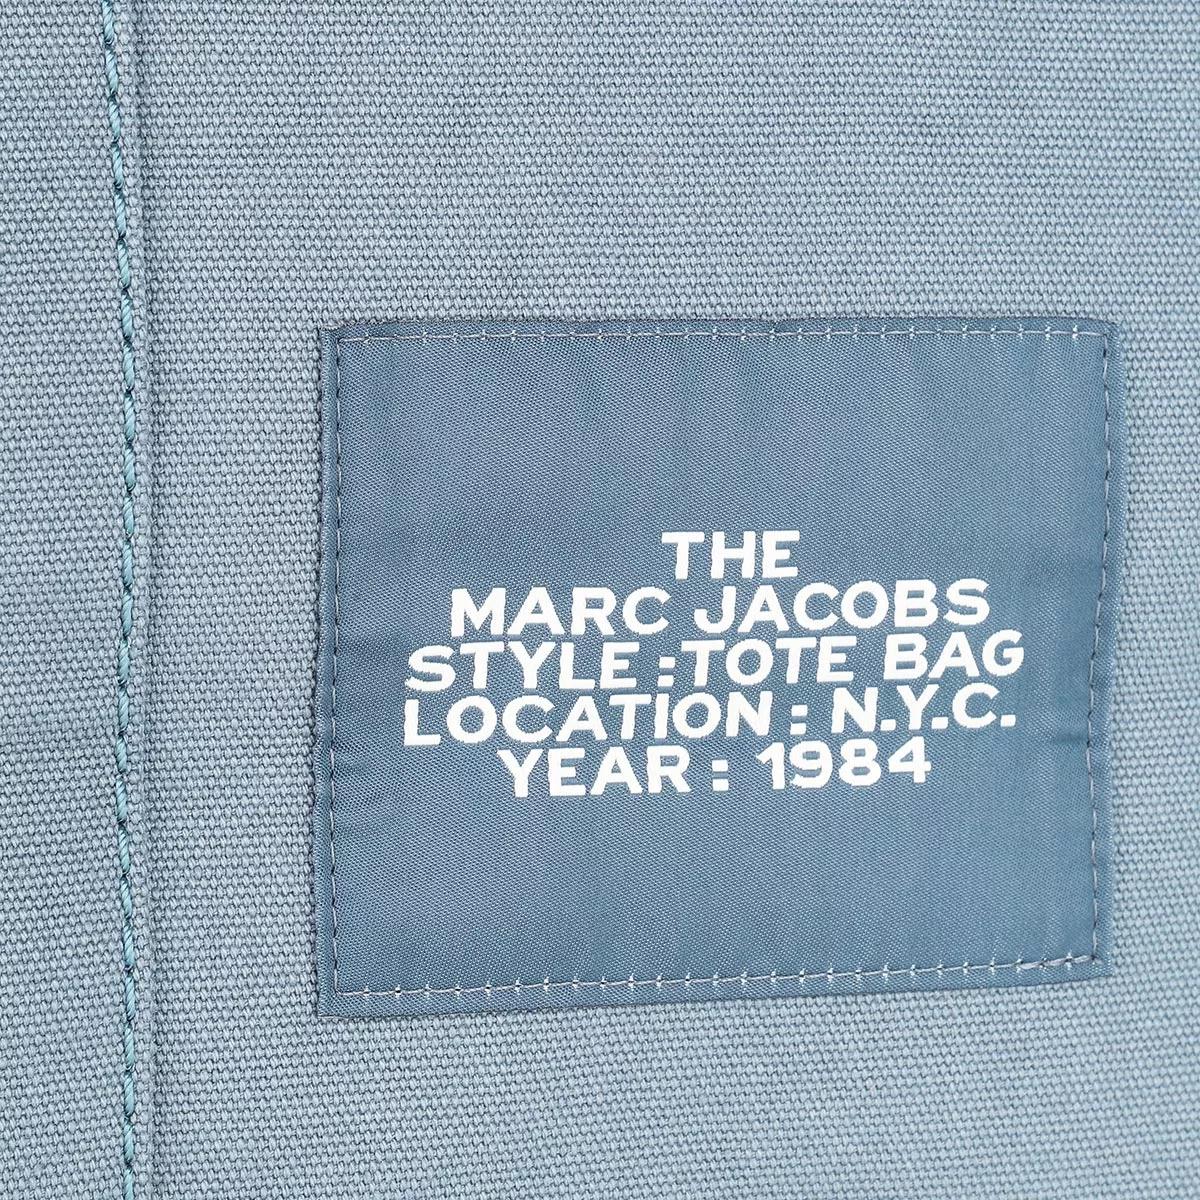 THE
MARC JACOBS
STYLE :TOTE BAG
LOCATION : N.Y.C.
YEAR : 1984